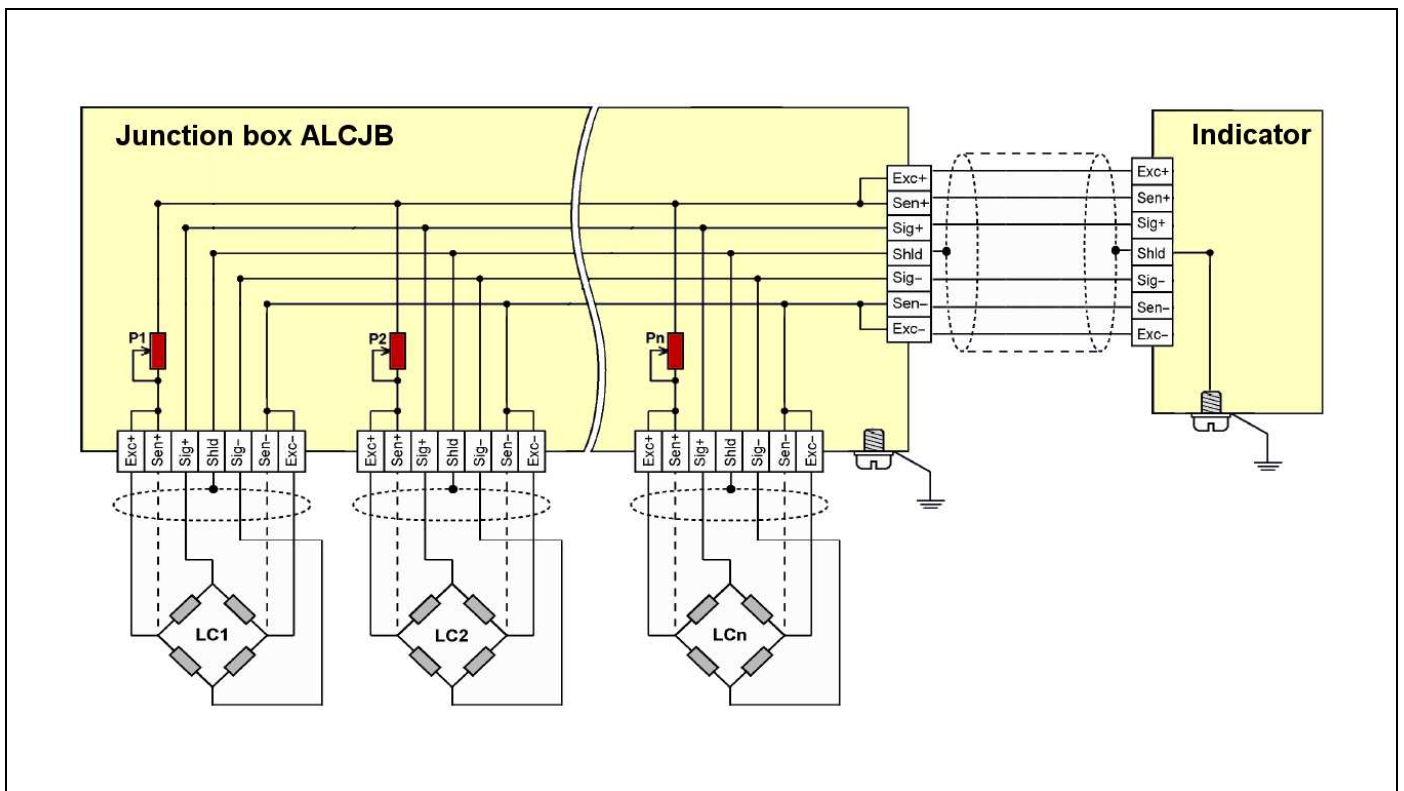 Junction box ALCJB
Indicator
Exc+
Sen+
Sig+
Shld
Sig–
Sen–
Exc–
Exc+
Sen+
Sig+
Shld
Sig–
Sen–
Exc–
P1
P2
Pn
Exc+
Sen+
Sig+
Shld
Sig–
Sen–
Exc–
Exc+
Sen+
Sig+
Shld
Sig–
Sen–
Exc–
Exc+
Sen+
Sig+
Shld
Sig–
Sen–
Exc–
LC1
LC2
LCn